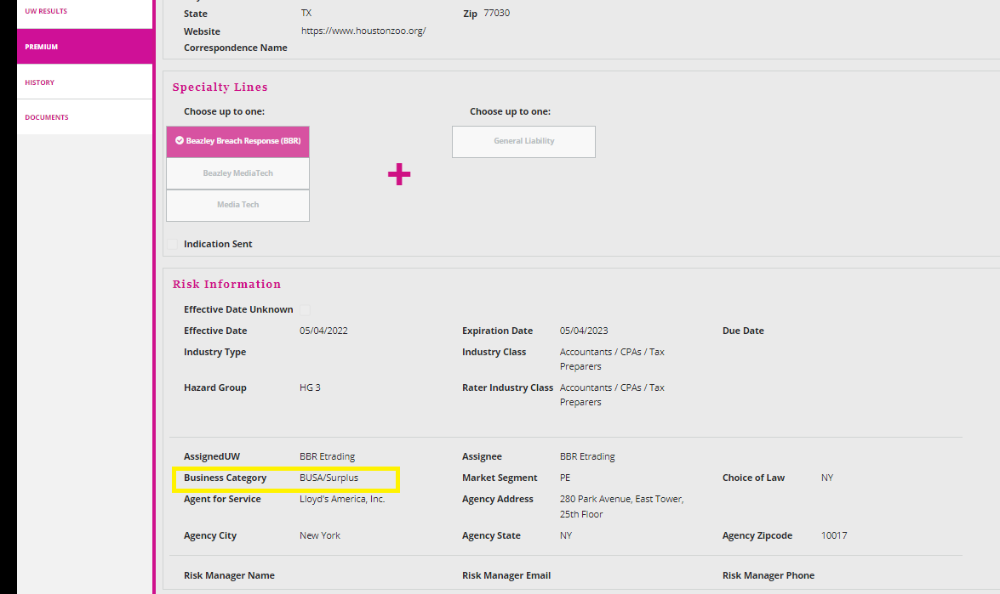 UW RESULTS
PREMIUM
HISTORY
DOCUMENTS
State TX Zip 77030
Website https://www.houstonzoo.org/
Correspondence Name
Specialty Lines
Choose up to one: Choose up to one:
Beazley Breach Response (BBR) General Liability
Beazley MediaTech
Media Tech
Indication Sent
Risk Information
Effective Date Unknown
Effective Date 05/04/2022 Expiration Date 05/04/2023 Due Date
Industry Type Industry Class Accountants / CPAs / Tax
Preparers
Hazard Group HG 3 Rater Industry Class Accountants / CPAs / Tax
Preparers
AssignedUW BBR Etrading Assignee BBR Etrading
Business Category BUSA/Surplus Market Segment PE Choice of Law NY
Agent for Service Lloyd's America, Inc. Agency Address 280 Park Avenue, East Tower,
25th Floor
Agency City New York Agency State NY Agency Zipcode 10017
Risk Manager Name Risk Manager Email Risk Manager Phone